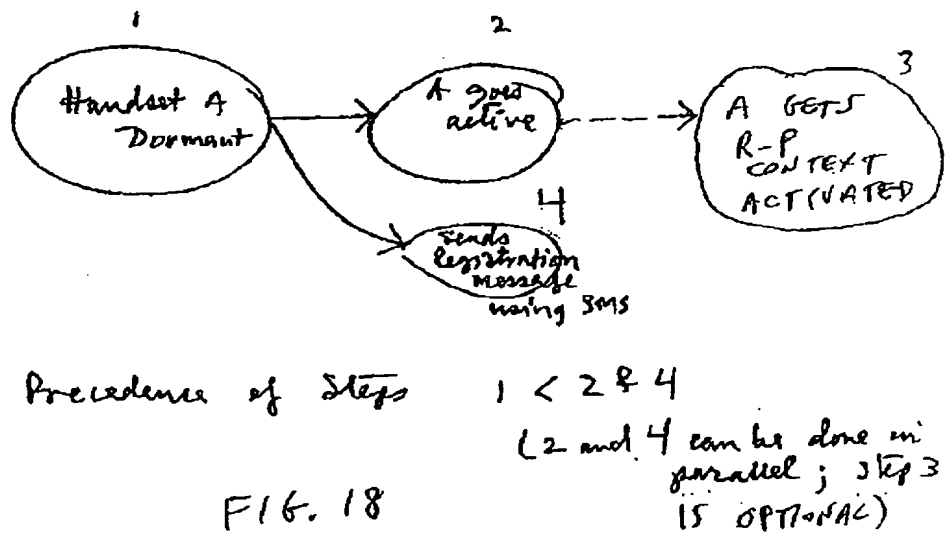 1
Handset A
Dormant
2
A goes
active
3
A GETS
R-P
CONTEXT
ACTIVATED
4
Sends
Registration
Message
using SMS
Precedence of Steps 1 < 2 & 4
(2 and 4 can be done in
parallel; Step 3
IS OPTIONAL)
FIG. 18